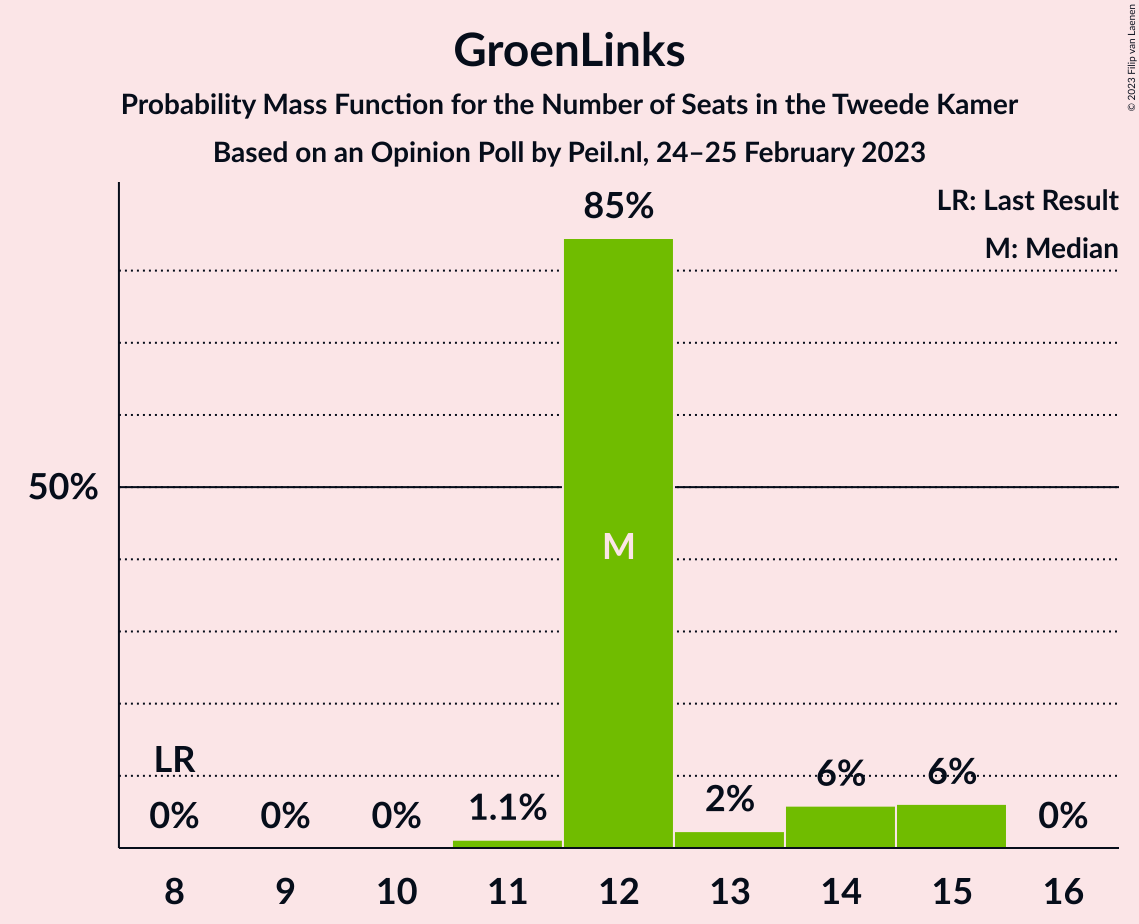 GroenLinks
Probability Mass Function for the Number of Seats in the Tweede Kamer
Based on an Opinion Poll by Peil.nl, 24–25 February 2023
© 2023 Filip van Laenen
LR: Last Result
M: Median
85%
50%
M
LR
0%
0%
0%
1.1%
2%
6%
6%
0%
8
9
10
11
12
13
14
15
16